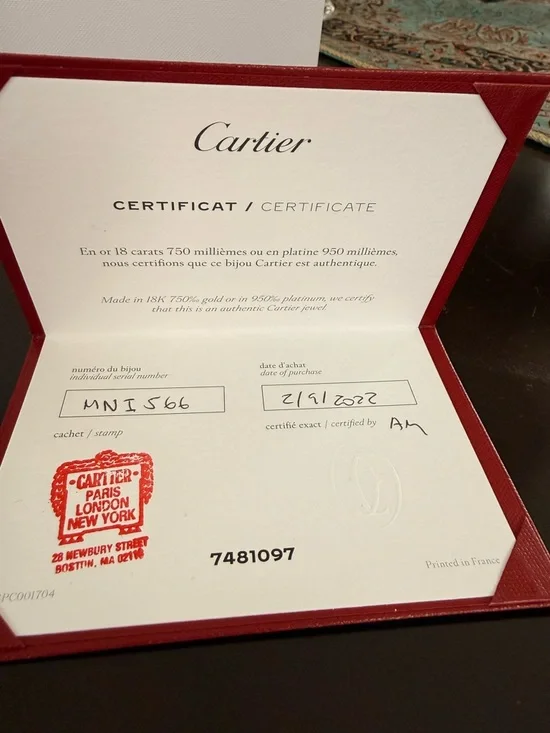 Cartier
CERTIFICAT / CERTIFICATE
En or 18 carats 750 millièmes ou en platine 950 millièmes,
nous certifions que ce bijou Cartier est authentique.
Made in 18K 750‰ gold or in 950‰ platinum, we certify
that this is an authentic Cartier jewel.
numéro du bijou
individual serial number
MNI566
date d'achat
date of purchase
2/9/2022
cachet / stamp
certifié exact / certified by AM
CARTIER
PARIS
LONDON
NEW YORK
28 NEWBURY STREET
BOSTON, MA 02116
7481097
Printed in France
PC001704